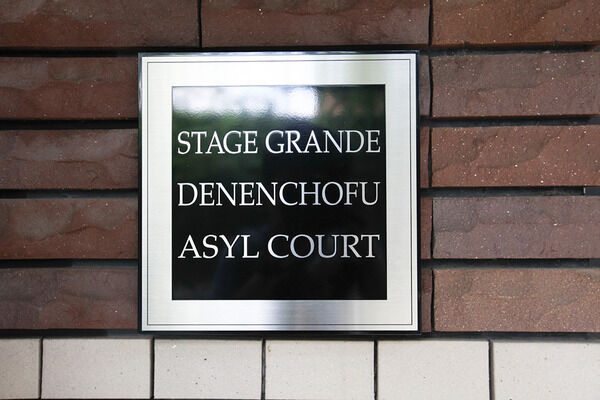 STAGE GRANDE
DENENCHOFU
ASYL COURT